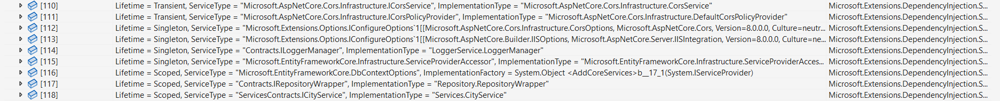 [110] Lifetime = Transient, ServiceType = "Microsoft.AspNetCore.Cors.Infrastructure.ICorsService", ImplementationType = "Microsoft.AspNetCore.Cors.Infrastructure.CorsService" Microsoft.Extensions.DependencyInjection.S...
[111] Lifetime = Transient, ServiceType = "Microsoft.AspNetCore.Cors.Infrastructure.ICorsPolicyProvider", ImplementationType = "Microsoft.AspNetCore.Cors.Infrastructure.DefaultCorsPolicyProvider" Microsoft.Extensions.DependencyInjection.S...
[112] Lifetime = Singleton, ServiceType = "Microsoft.Extensions.Options.IConfigureOptions`1[[Microsoft.AspNetCore.Cors.Infrastructure.CorsOptions, Microsoft.AspNetCore.Cors, Version=8.0.0.0, Culture=neutr... Microsoft.Extensions.DependencyInjection.S...
[113] Lifetime = Singleton, ServiceType = "Microsoft.Extensions.Options.IConfigureOptions`1[[Microsoft.AspNetCore.Builder.IISOptions, Microsoft.AspNetCore.Server.IISIntegration, Version=8.0.0.0, Culture=ne... Microsoft.Extensions.DependencyInjection.S...
[114] Lifetime = Singleton, ServiceType = "Contracts.ILoggerManager", ImplementationType = "LoggerService.LoggerManager" Microsoft.Extensions.DependencyInjection.S...
[115] Lifetime = Singleton, ServiceType = "Microsoft.EntityFrameworkCore.Infrastructure.ServiceProviderAccessor", ImplementationType = "Microsoft.EntityFrameworkCore.Infrastructure.ServiceProviderAcces... Microsoft.Extensions.DependencyInjection.S...
[116] Lifetime = Scoped, ServiceType = "Microsoft.EntityFrameworkCore.DbContextOptions", ImplementationFactory = System.Object <AddCoreServices>b__17_1(System.IServiceProvider) Microsoft.Extensions.DependencyInjection.S...
[117] Lifetime = Scoped, ServiceType = "Contracts.IRepositoryWrapper", ImplementationType = "Repository.RepositoryWrapper" Microsoft.Extensions.DependencyInjection.S...
[118] Lifetime = Scoped, ServiceType = "ServicesContracts.ICityService", ImplementationType = "Services.CityService" Microsoft.Extensions.DependencyInjection.S...